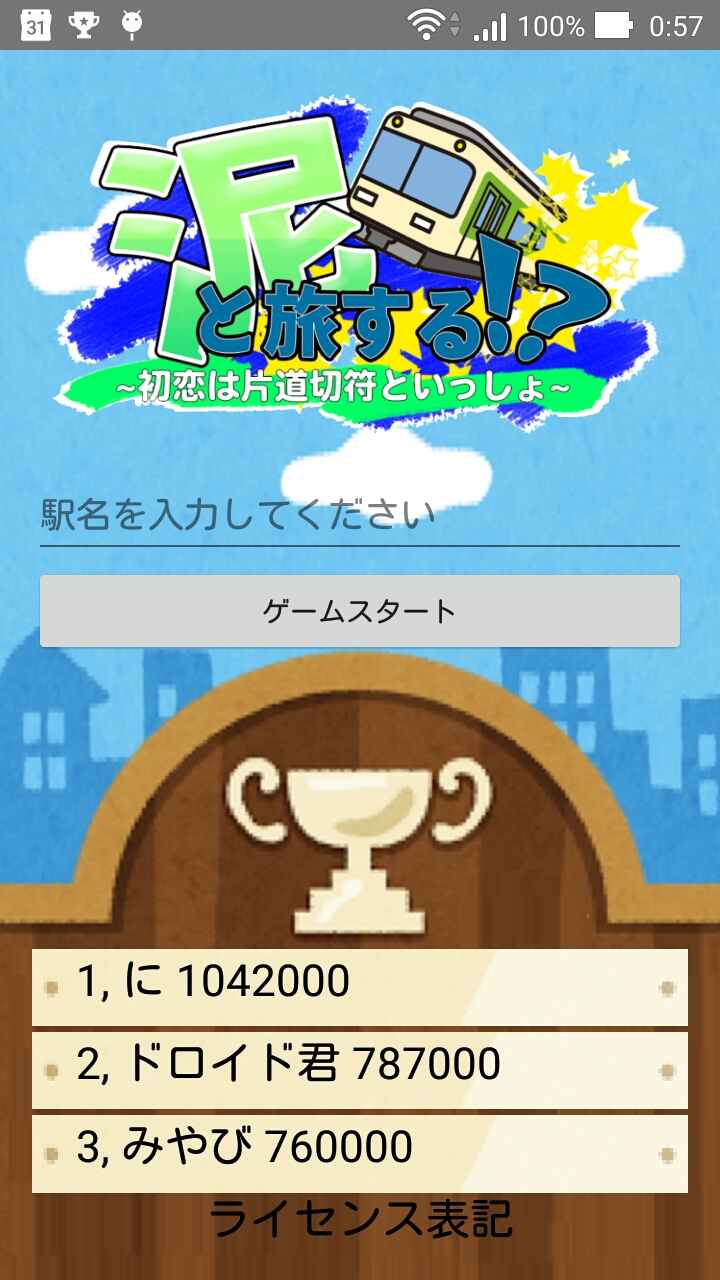 31 100% 0:57
泥
と旅する!?
~初恋は片道切符といっしょ~
駅名を入力してください
ゲームスタート
1, に 1042000
2, ドロイド君 787000
3, みやび 760000
ライセンス表記